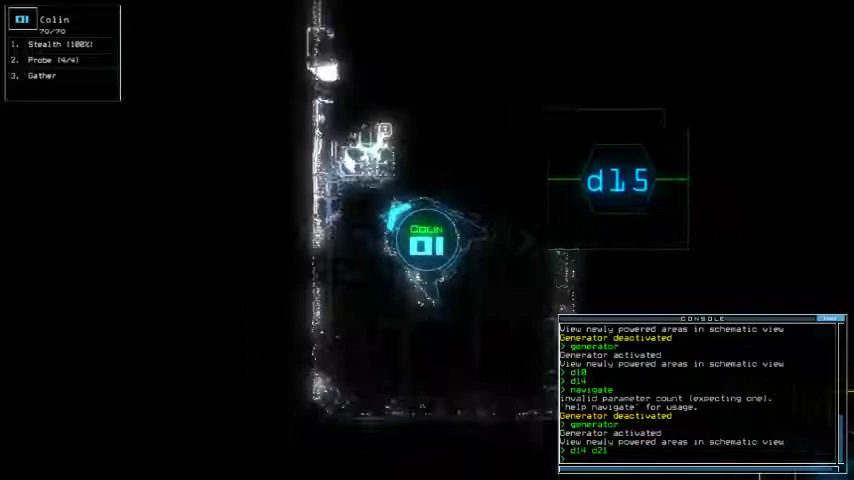 01 Colin
70/70
1. Stealth (100%)
2. Probe (4/4)
3. Gather
d15
Colin
01
CONSOLE
View newly powered areas in schematic view
Generator deactivated
> generator
Generator activated
View newly powered areas in schematic view
> d10
> d14
> navigate
invalid parameter count (expecting one).
'help navigate' for usage.
Generator deactivated
> generator
Generator activated
View newly powered areas in schematic view
> d14 d21
>